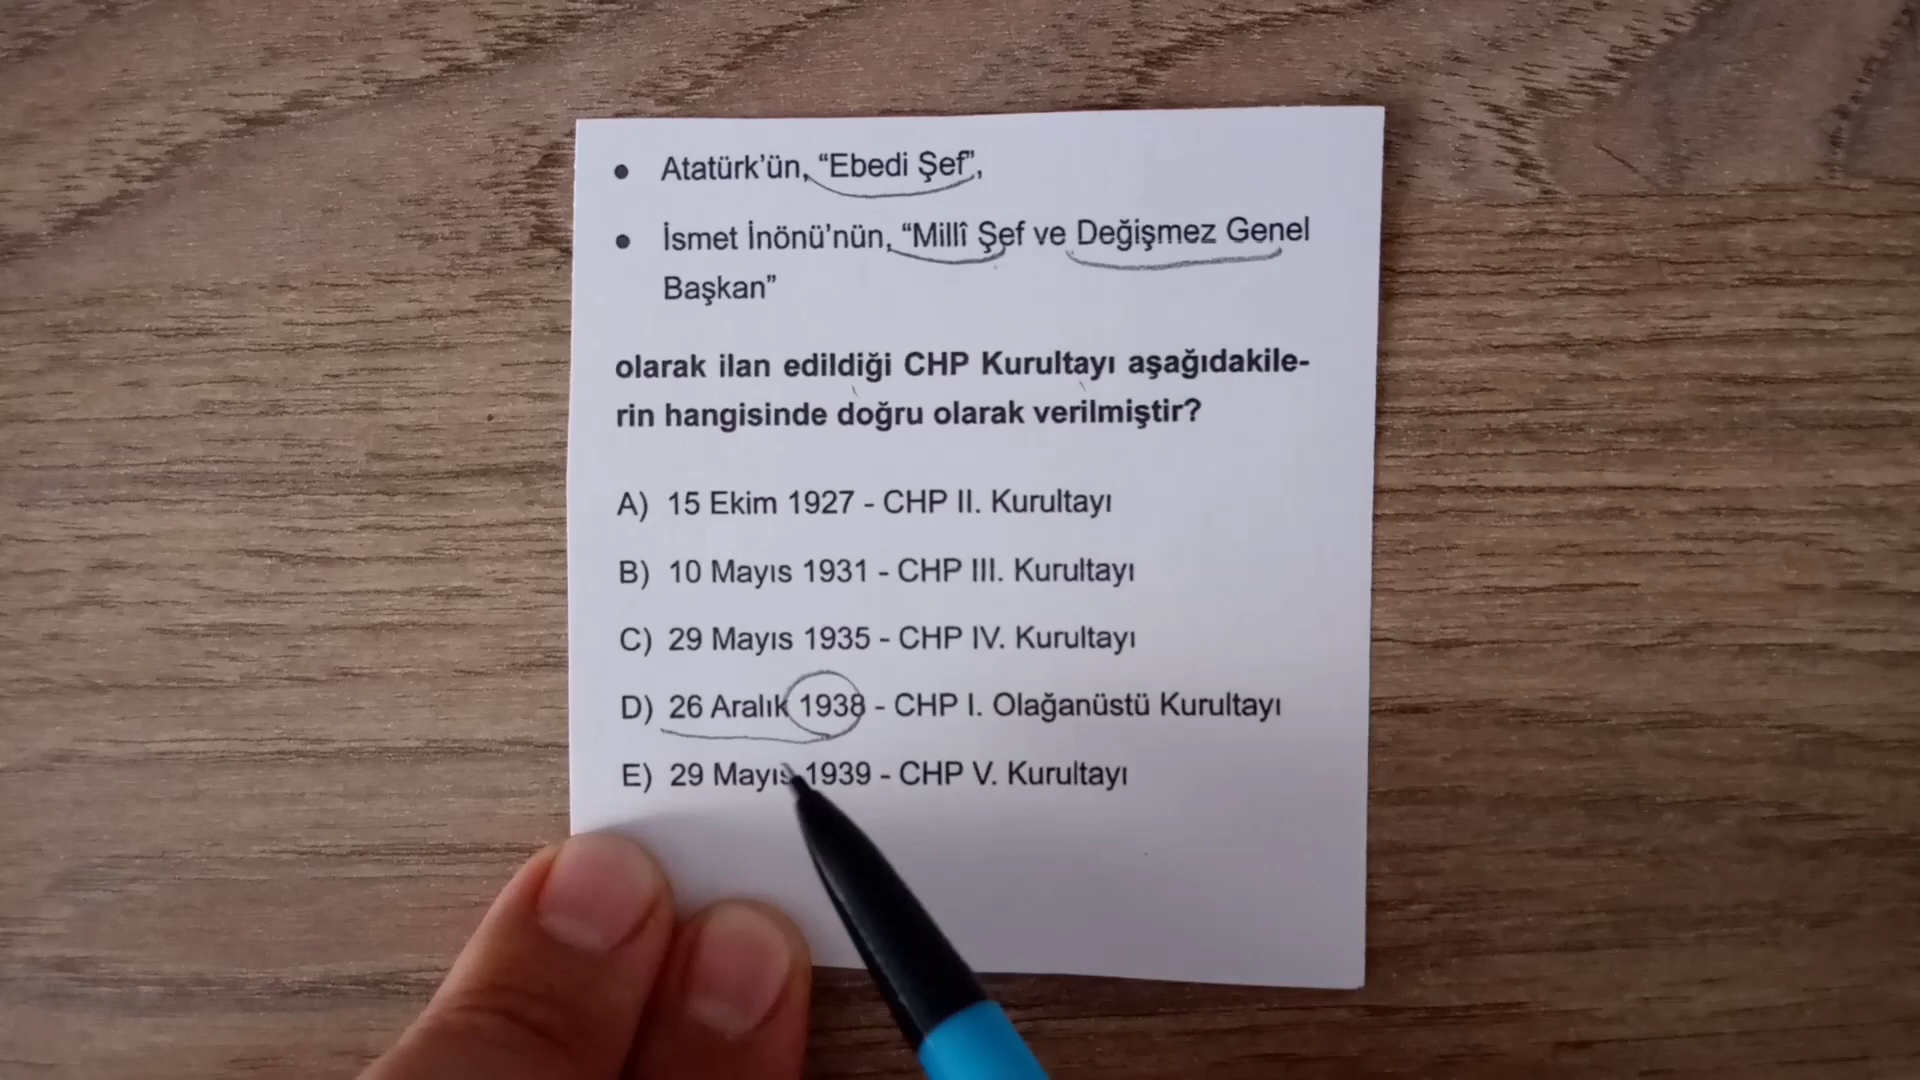 • Atatürk’ün, “Ebedi Şef”,
• İsmet İnönü’nün, “Millî Şef ve Değişmez Genel
Başkan”
olarak ilan edildiği CHP Kurultayı aşağıdakile-
rin hangisinde doğru olarak verilmiştir?
A) 15 Ekim 1927 - CHP II. Kurultayı
B) 10 Mayıs 1931 - CHP III. Kurultayı
C) 29 Mayıs 1935 - CHP IV. Kurultayı
D) 26 Aralık 1938 - CHP I. Olağanüstü Kurultayı
E) 29 Mayıs 1939 - CHP V. Kurultayı